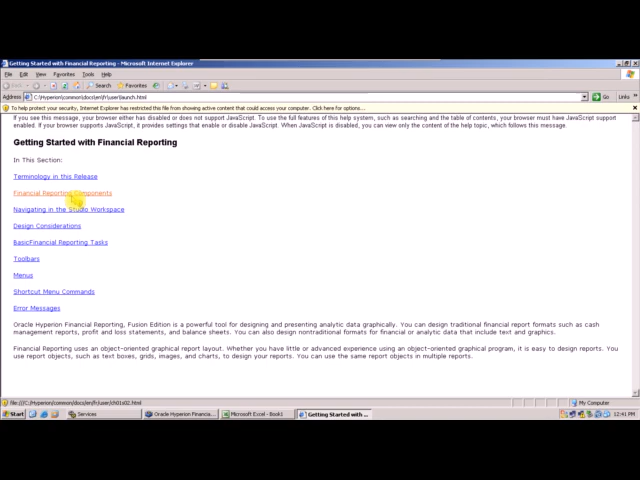 Getting Started with Financial Reporting - Microsoft Internet Explorer
File Edit View Favorites Tools Help
Search Favorites
Address C:\Hyperion\common\docs\en\fr\user\launch.html Go Links
To help protect your security, Internet Explorer has restricted this file from showing active content that could access your computer. Click here for options...
If you see this message, your browser either has disabled or does not support JavaScript. To use the full features of this help system, such as searching and the table of contents, your browser must have JavaScript support
enabled. If your browser supports JavaScript, it provides settings that enable or disable JavaScript. When JavaScript is disabled, you can view only the content of the help topic, which follows this message.
Getting Started with Financial Reporting
In This Section:
Terminology in this Release
Financial Reporting Components
Navigating in the Studio Workspace
Design Considerations
BasicFinancial Reporting Tasks
Toolbars
Menus
Shortcut Menu Commands
Error Messages
Oracle Hyperion Financial Reporting, Fusion Edition is a powerful tool for designing and presenting analytic data graphically. You can design traditional financial report formats such as cash
management reports, profit and loss statements, and balance sheets. You can also design nontraditional formats for financial or analytic data that include text and graphics.
Financial Reporting uses an object-oriented graphical report layout. Whether you have little or advanced experience using an object-oriented graphical program, it is easy to design reports. You
use report objects, such as text boxes, grids, images, and charts, to design your reports. You can use the same report objects in multiple reports.
file:///C:/Hyperion/common/docs/en/fr/user/ch01s02.html My Computer
Start Services Oracle Hyperion Financia... Microsoft Excel - Book1 Getting Started with ... 12:41 PM